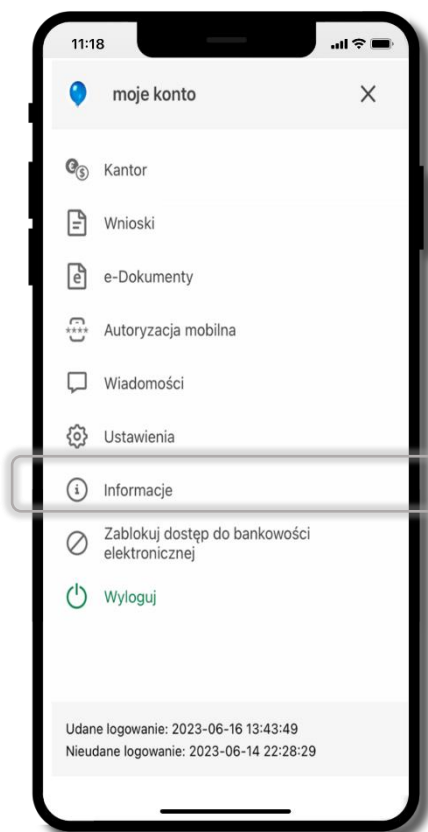 11:18
moje konto
Kantor
Wnioski
e-Dokumenty
Autoryzacja mobilna
Wiadomości
Ustawienia
Informacje
Zablokuj dostęp do bankowości
elektronicznej
Wyloguj
Udane logowanie: 2023-06-16 13:43:49
Nieudane logowanie: 2023-06-14 22:28:29